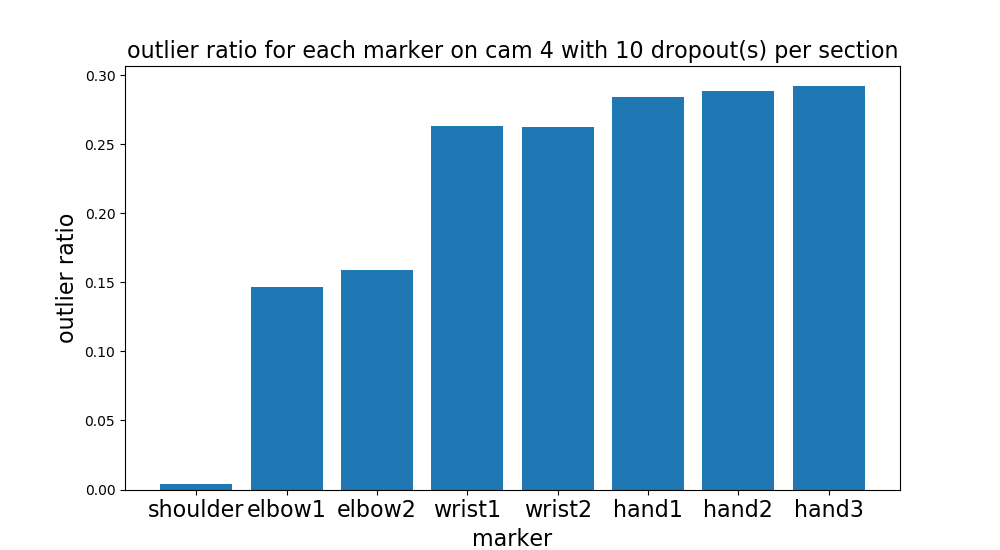 outlier ratio for each marker on cam 4 with 10 dropout(s) per section
0.30
0.25
0.20
0.15
0.10
0.05
0.00
outlier ratio
shoulder elbow1 elbow2 wrist1 wrist2 hand1 hand2 hand3
marker